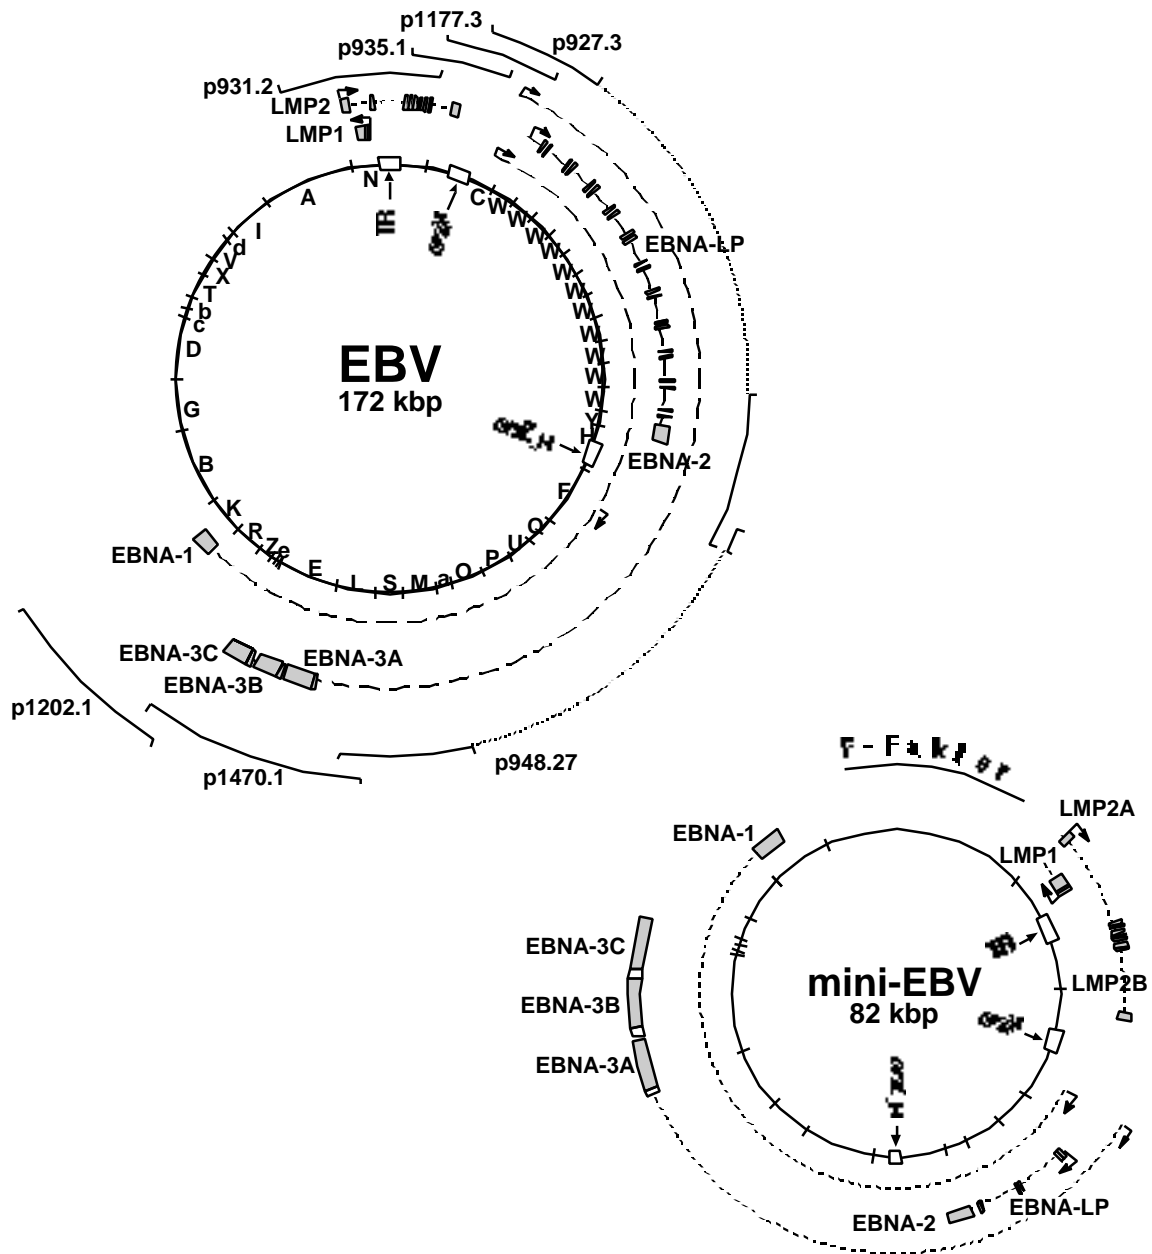 p1177.3
p935.1
p927.3
p931.2
LMP2
LMP1
N
A
I
d
V
X
T
b
c
D
G
B
K
R
Z
e
E
L
S
M
a
O
P
U
Q
F
H
Y
W
W
W
W
W
W
W
W
W
W
W
C
TR
EBNA-LP
EBV
172 kbp
EBNA-2
EBNA-1
EBNA-3C
EBNA-3A
EBNA-3B
p1202.1
p1470.1
p948.27
LMP2A
EBNA-1
LMP1
EBNA-3C
mini-EBV
82 kbp
LMP2B
EBNA-3B
EBNA-3A
EBNA-LP
EBNA-2